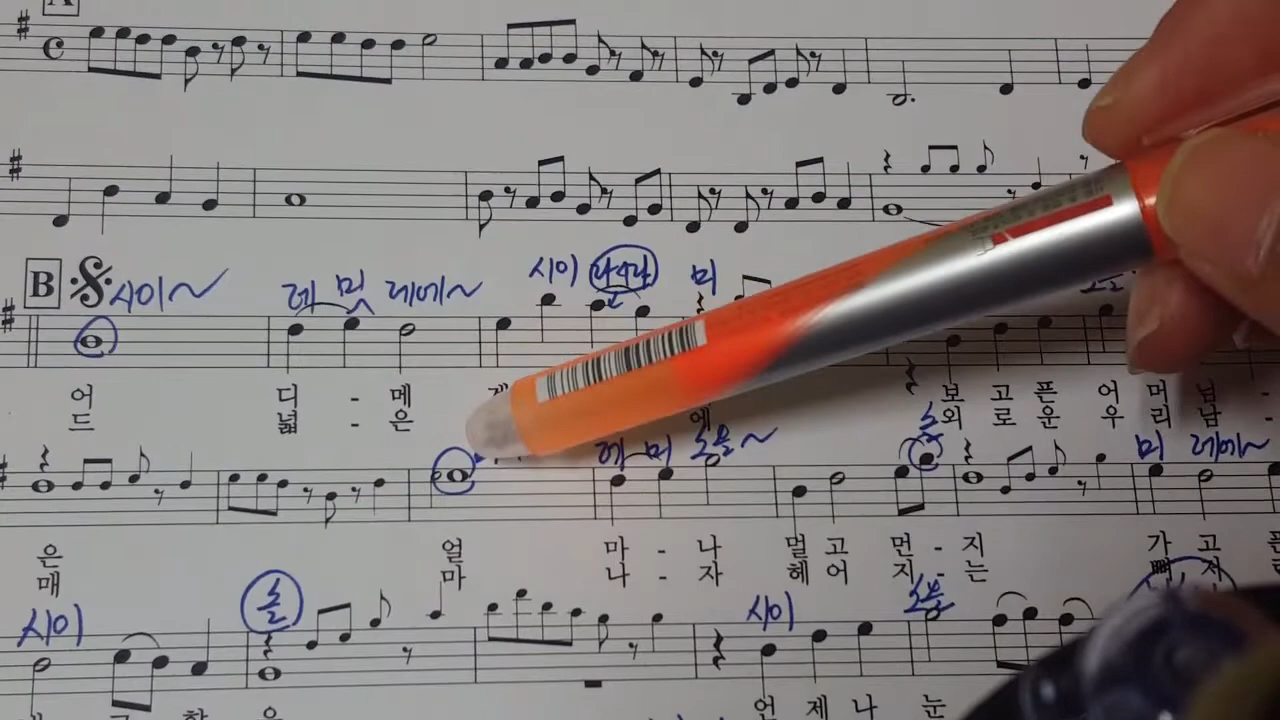 A
B 시이~ 레 미 레에~ 시이 라시라 미
어 디 - 메 보 고 픈 어 머 님 -
드 넓 - 은 에 외 로 운 우 리 남 -
솔
레 미 소올~ 미 레에~
은 얼 마 - 나 멀 고 먼 - 지 가 고
매 마 나 - 자 헤 어 지 - 는
시이 솔 시이 소올
언 제 나 눈